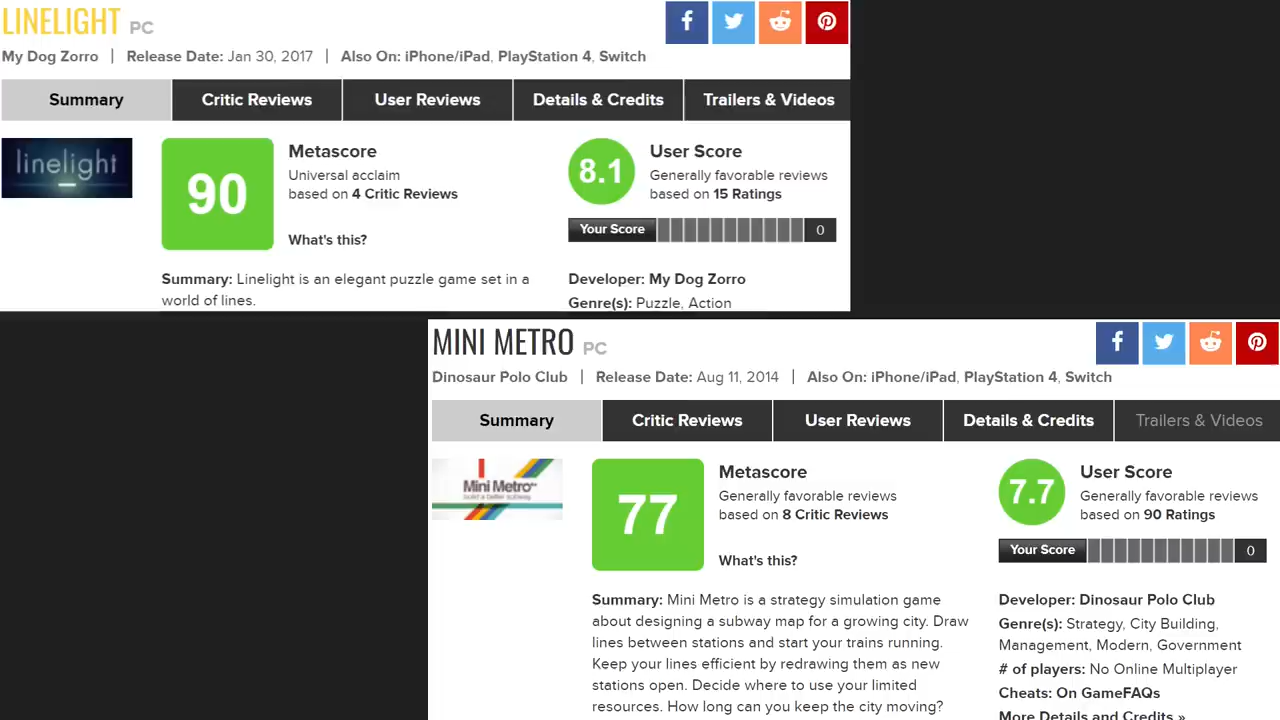 LINELIGHT PC
My Dog Zorro | Release Date: Jan 30, 2017 | Also On: iPhone/iPad, PlayStation 4, Switch
Summary Critic Reviews User Reviews Details & Credits Trailers & Videos
linelight
90
Metascore
Universal acclaim
based on 4 Critic Reviews
What's this?
8.1
User Score
Generally favorable reviews
based on 15 Ratings
Your Score 0
Summary: Linelight is an elegant puzzle game set in a
world of lines.
Developer: My Dog Zorro
Genre(s): Puzzle, Action
MINI METRO PC
Dinosaur Polo Club | Release Date: Aug 11, 2014 | Also On: iPhone/iPad, PlayStation 4, Switch
Summary Critic Reviews User Reviews Details & Credits Trailers & Videos
Mini Metro
build a better subway
77
Metascore
Generally favorable reviews
based on 8 Critic Reviews
What's this?
7.7
User Score
Generally favorable reviews
based on 90 Ratings
Your Score 0
Summary: Mini Metro is a strategy simulation game
about designing a subway map for a growing city. Draw
lines between stations and start your trains running.
Keep your lines efficient by redrawing them as new
stations open. Decide where to use your limited
resources. How long can you keep the city moving?
Developer: Dinosaur Polo Club
Genre(s): Strategy, City Building,
Management, Modern, Government
# of players: No Online Multiplayer
Cheats: On GameFAQs
More Details and Credits »